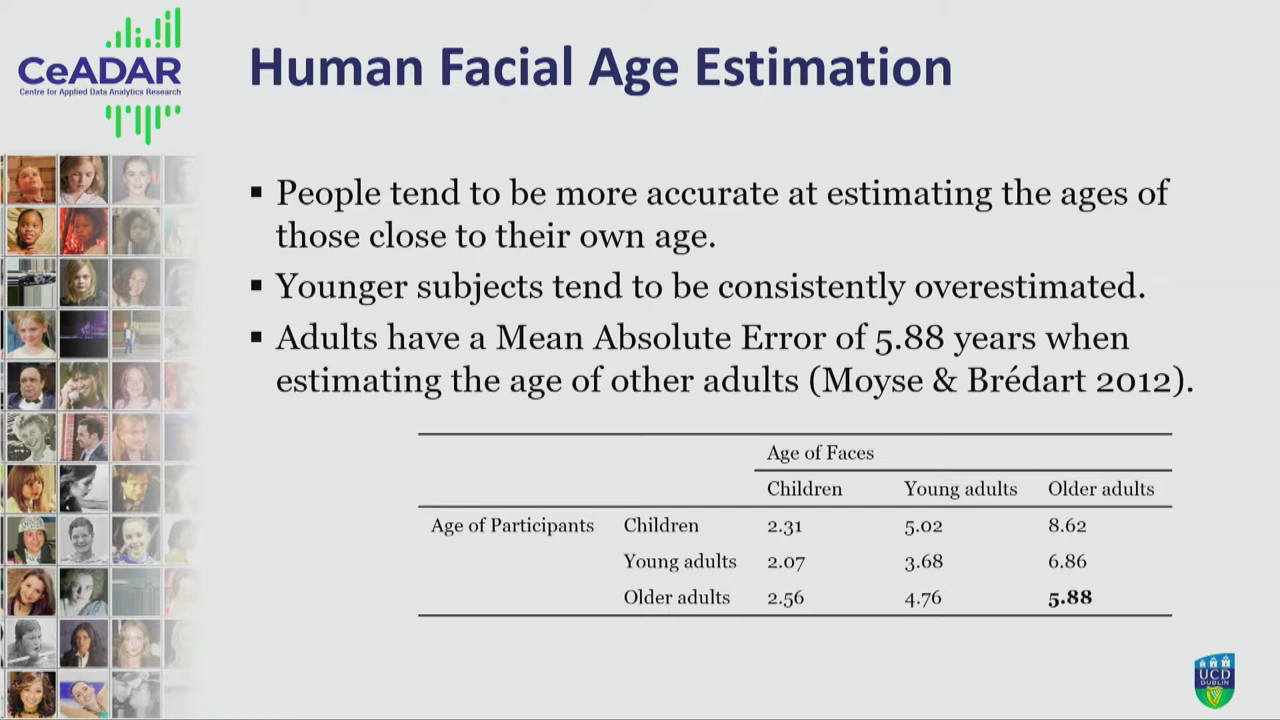 CeADAR
Centre for Applied Data Analytics Research
Human Facial Age Estimation
▪ People tend to be more accurate at estimating the ages of
those close to their own age.
▪ Younger subjects tend to be consistently overestimated.
▪ Adults have a Mean Absolute Error of 5.88 years when
estimating the age of other adults (Moyse & Brédart 2012).
Age of Faces
Children Young adults Older adults
Age of Participants Children 2.31 5.02 8.62
Young adults 2.07 3.68 6.86
Older adults 2.56 4.76 5.88
UCD
DUBLIN